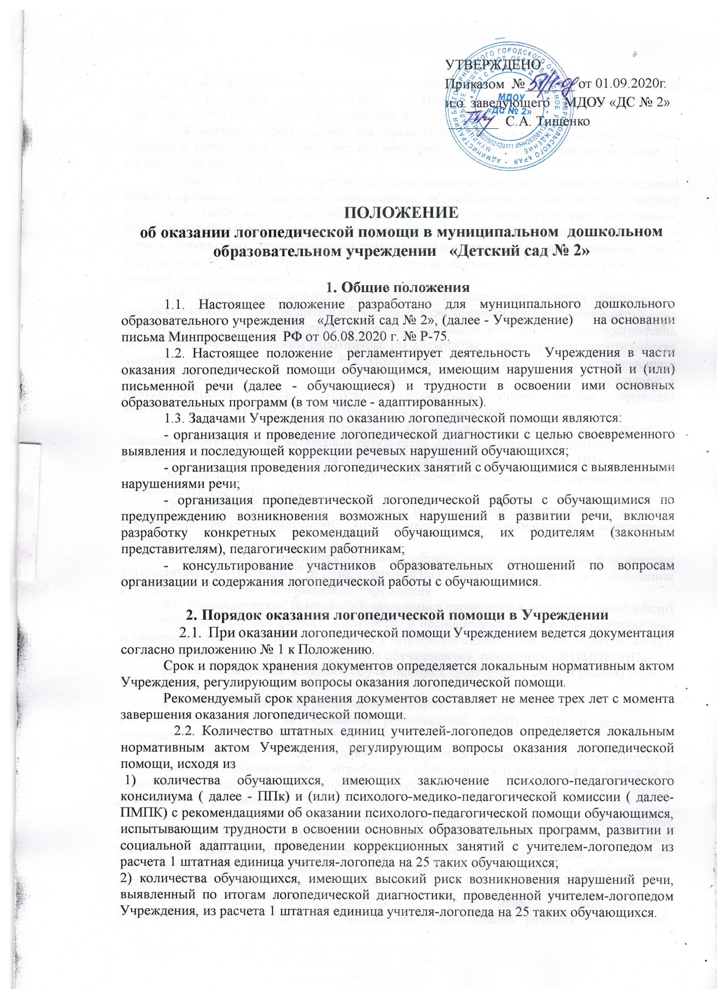 УТВЕРЖДЕНО
Приказом № 51/1-од от 01.09.2020г.
и.о. заведующего МДОУ «ДС № 2»
С.А. Тищенко
МДОУ
«ДС № 2»
ПОЛОЖЕНИЕ
об оказании логопедической помощи в муниципальном дошкольном
образовательном учреждении «Детский сад № 2»
1. Общие положения
1.1. Настоящее положение разработано для муниципального дошкольного
образовательного учреждения «Детский сад № 2», (далее - Учреждение) на основании
письма Минпросвещения РФ от 06.08.2020 г. № Р-75.
1.2. Настоящее положение регламентирует деятельность Учреждения в части
оказания логопедической помощи обучающимся, имеющим нарушения устной и (или)
письменной речи (далее - обучающиеся) и трудности в освоении ими основных
образовательных программ (в том числе - адаптированных).
1.3. Задачами Учреждения по оказанию логопедической помощи являются:
- организация и проведение логопедической диагностики с целью своевременного
выявления и последующей коррекции речевых нарушений обучающихся;
- организация проведения логопедических занятий с обучающимися с выявленными
нарушениями речи;
- организация пропедевтической логопедической работы с обучающимися по
предупреждению возникновения возможных нарушений в развитии речи, включая
разработку конкретных рекомендаций обучающимся, их родителям (законным
представителям), педагогическим работникам;
- консультирование участников образовательных отношений по вопросам
организации и содержания логопедической работы с обучающимися.
2. Порядок оказания логопедической помощи в Учреждении
2.1. При оказании логопедической помощи Учреждением ведется документация
согласно приложению № 1 к Положению.
Срок и порядок хранения документов определяется локальным нормативным актом
Учреждения, регулирующим вопросы оказания логопедической помощи.
Рекомендуемый срок хранения документов составляет не менее трех лет с момента
завершения оказания логопедической помощи.
2.2. Количество штатных единиц учителей-логопедов определяется локальным
нормативным актом Учреждения, регулирующим вопросы оказания логопедической
помощи, исходя из
1) количества обучающихся, имеющих заключение психолого-педагогического
консилиума ( далее - ППк) и (или) психолого-медико-педагогической комиссии ( далее-
ПМПК) с рекомендациями об оказании психолого-педагогической помощи обучающимся,
испытывающим трудности в освоении основных образовательных программ, развитии и
социальной адаптации, проведении коррекционных занятий с учителем-логопедом из
расчета 1 штатная единица учителя-логопеда на 25 таких обучающихся;
2) количества обучающихся, имеющих высокий риск возникновения нарушений речи,
выявленный по итогам логопедической диагностики, проведенной учителем-логопедом
Учреждения, из расчета 1 штатная единица учителя-логопеда на 25 таких обучающихся.